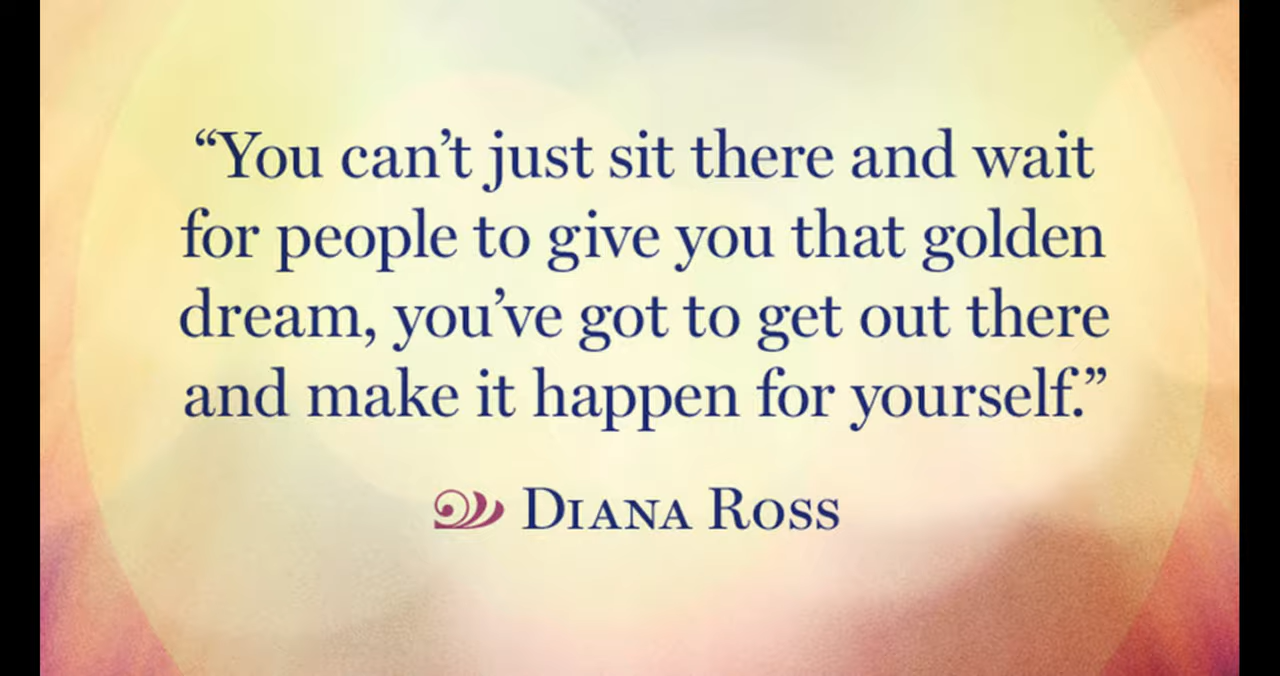 “You can’t just sit there and wait
for people to give you that golden
dream, you’ve got to get out there
and make it happen for yourself.”
Diana Ross